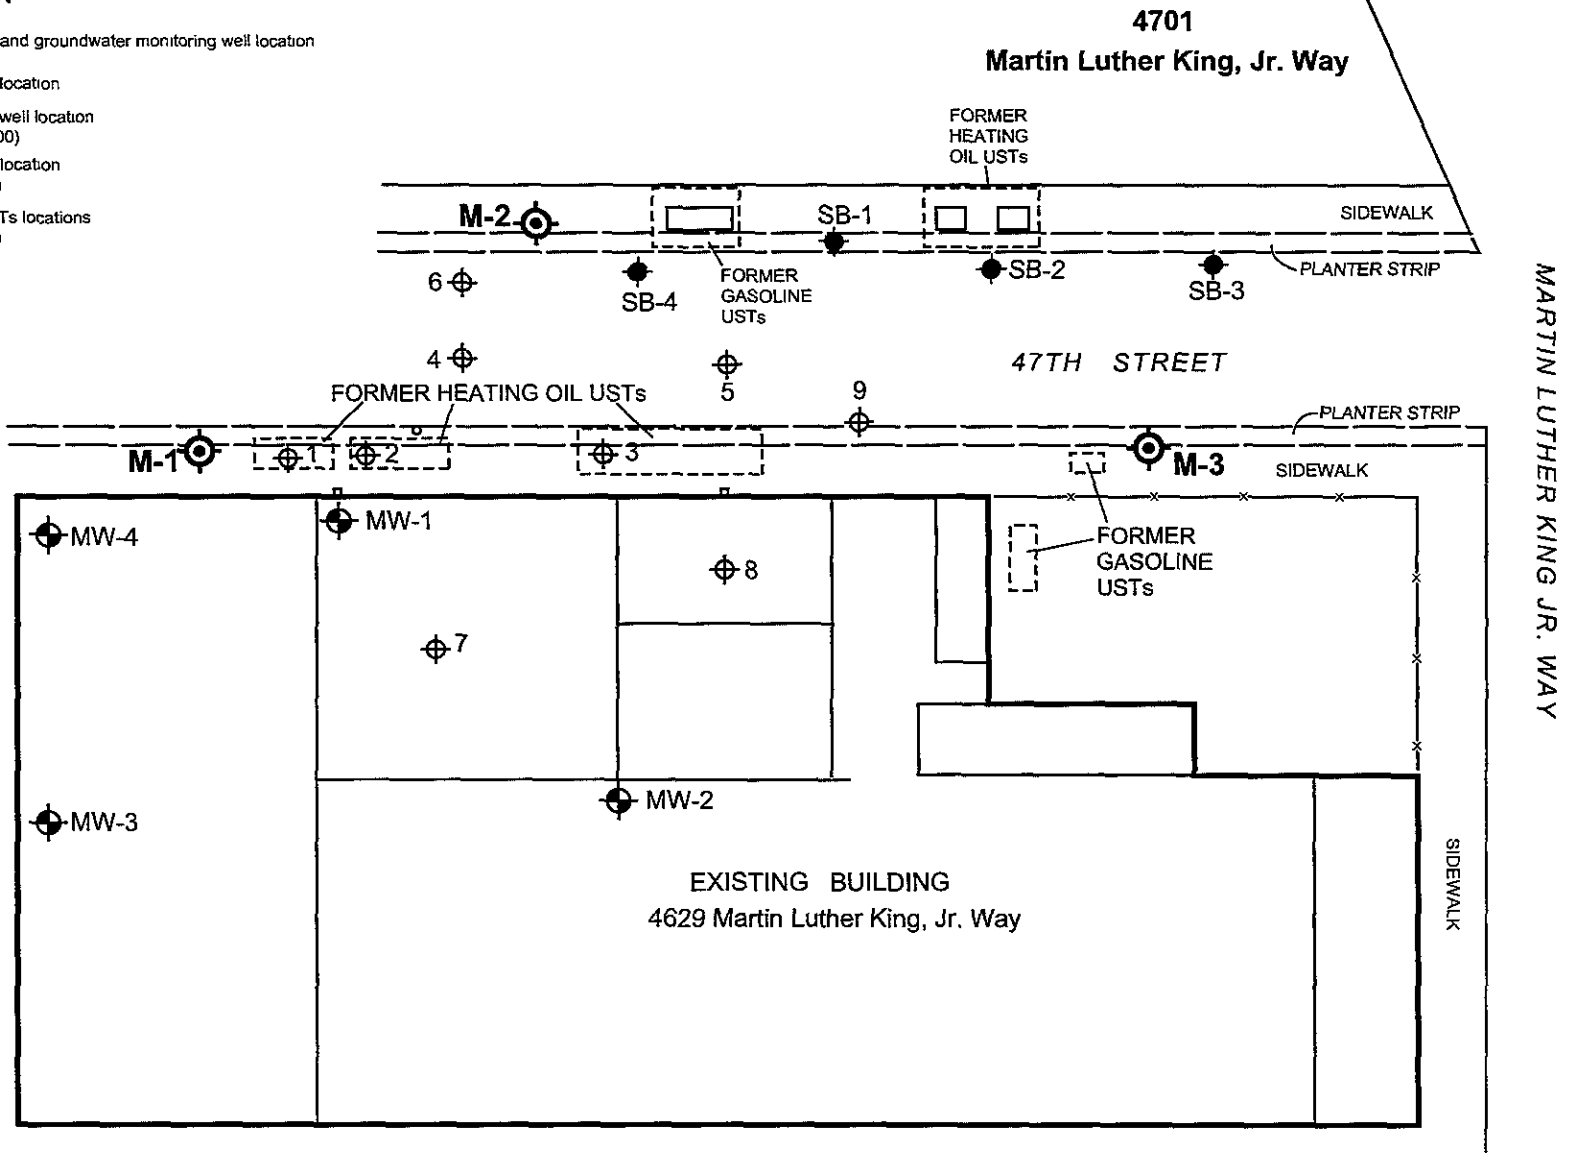 and groundwater monitoring well location
location
well location
00)
location
Ts locations
4701
Martin Luther King, Jr. Way
FORMER
HEATING
OIL USTs
M-2
SB-1
SIDEWALK
6
SB-4
FORMER
GASOLINE
USTs
SB-2
SB-3
PLANTER STRIP
4
5
9
47TH STREET
FORMER HEATING OIL USTs
PLANTER STRIP
M-1
1
2
3
M-3
SIDEWALK
MW-4
MW-1
8
FORMER
GASOLINE
USTs
7
MW-3
MW-2
EXISTING BUILDING
4629 Martin Luther King, Jr. Way
SIDEWALK
MARTIN LUTHER KING JR. WAY